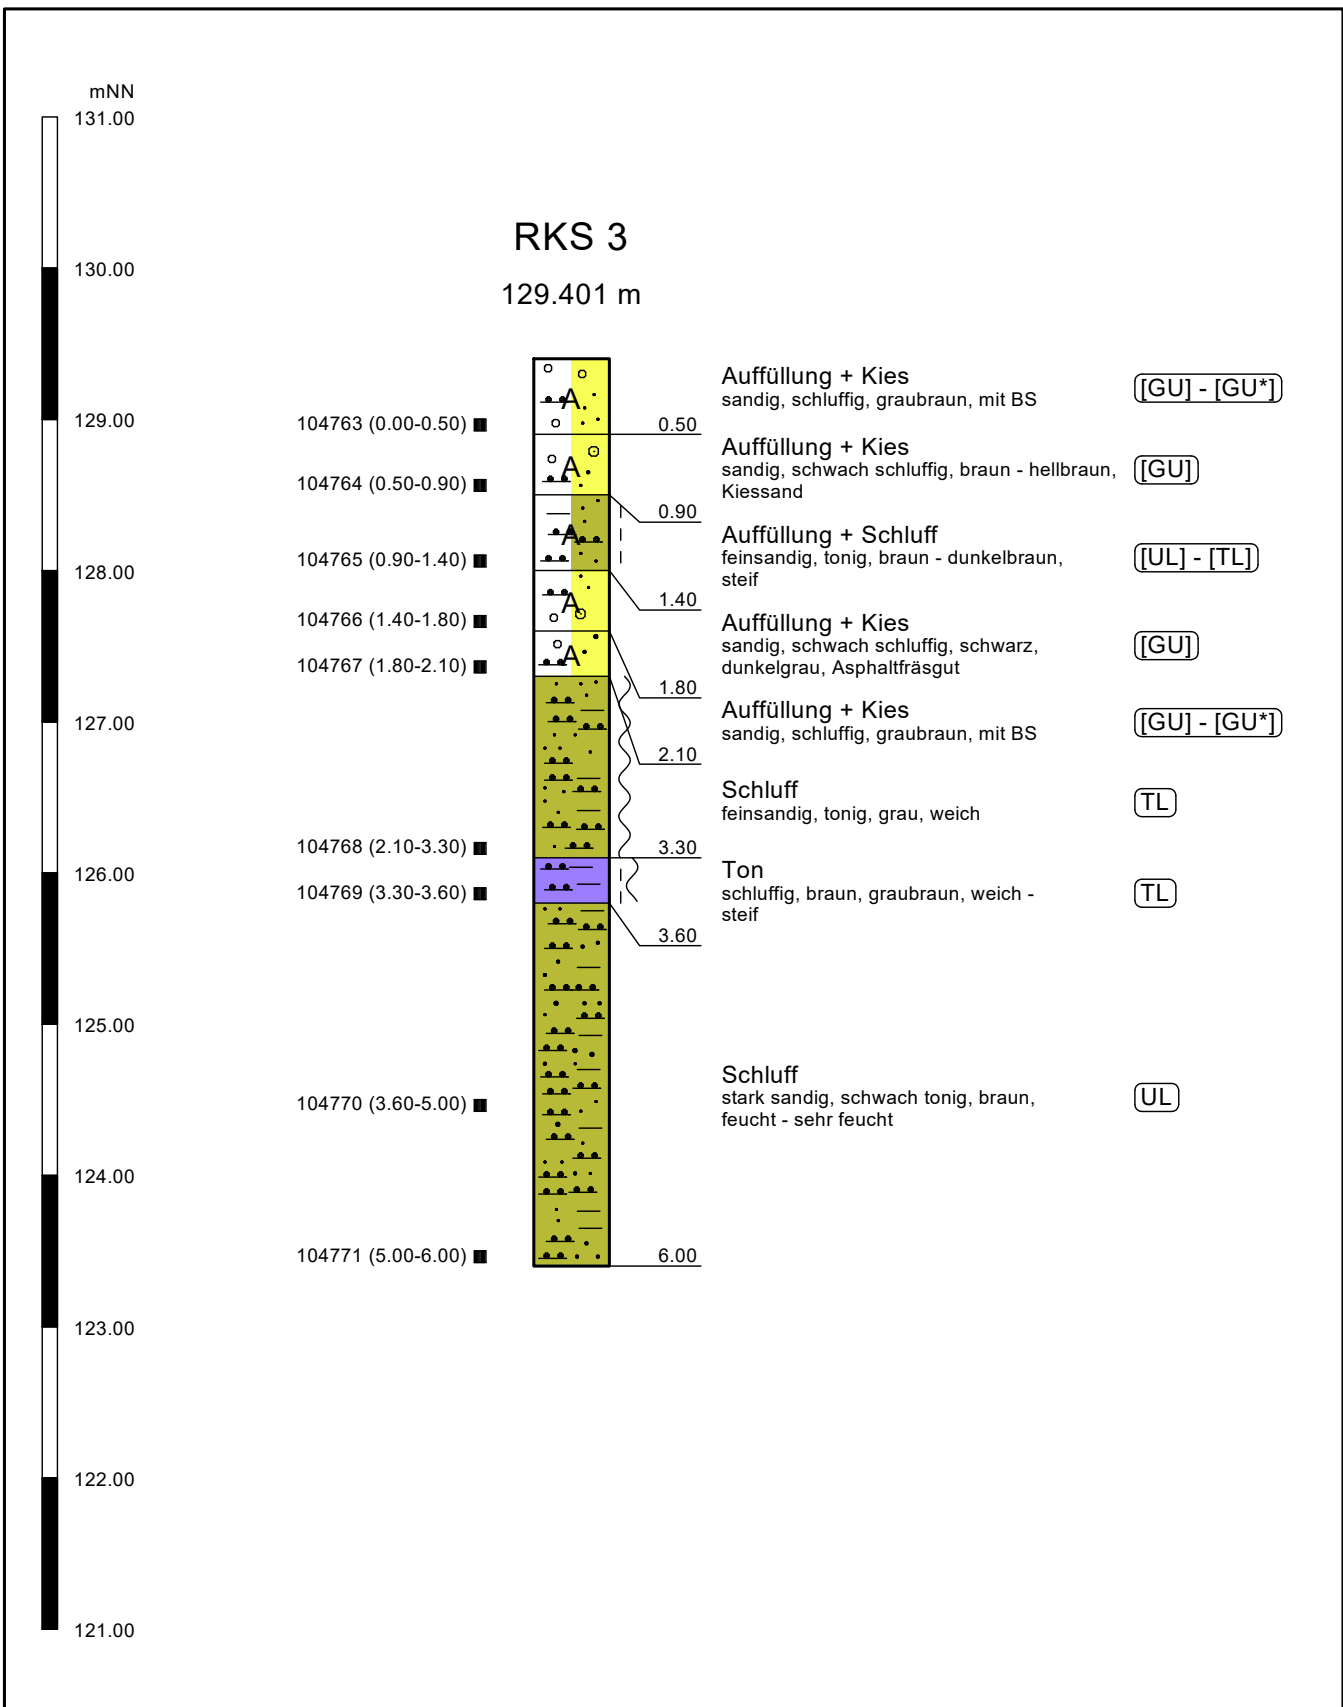 mNN
131.00
130.00
129.00
128.00
127.00
126.00
125.00
124.00
123.00
122.00
121.00
RKS 3
129.401 m
104763 (0.00-0.50)
104764 (0.50-0.90)
104765 (0.90-1.40)
104766 (1.40-1.80)
104767 (1.80-2.10)
104768 (2.10-3.30)
104769 (3.30-3.60)
104770 (3.60-5.00)
104771 (5.00-6.00)
A
A
A
A
A
0.50
0.90
1.40
1.80
2.10
3.30
3.60
6.00
Auffüllung + Kies
sandig, schluffig, graubraun, mit BS
[GU] - [GU*]
Auffüllung + Kies
sandig, schwach schluffig, braun - hellbraun,
Kiessand
[GU]
Auffüllung + Schluff
feinsandig, tonig, braun - dunkelbraun,
steif
[UL] - [TL]
Auffüllung + Kies
sandig, schwach schluffig, schwarz,
dunkelgrau, Asphaltfräsgut
[GU]
Auffüllung + Kies
sandig, schluffig, graubraun, mit BS
[GU] - [GU*]
Schluff
feinsandig, tonig, grau, weich
TL
Ton
schluffig, braun, graubraun, weich -
steif
TL
Schluff
stark sandig, schwach tonig, braun,
feucht - sehr feucht
UL